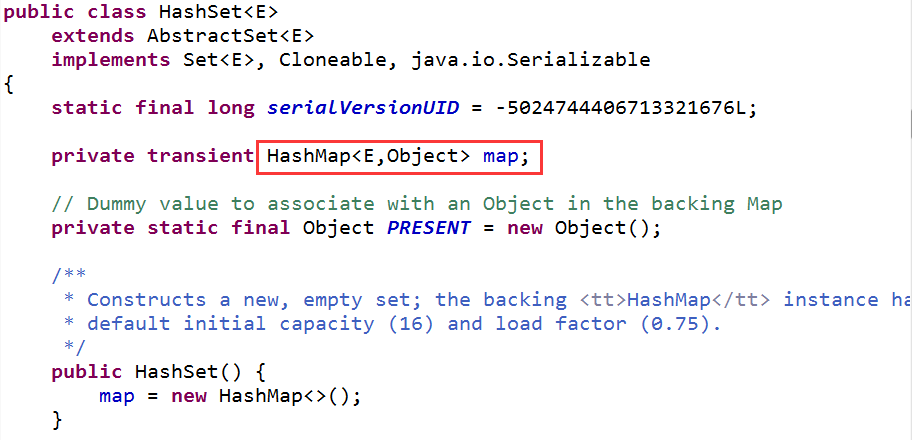 public class HashSet<E>
    extends AbstractSet<E>
    implements Set<E>, Cloneable, java.io.Serializable
{
    static final long serialVersionUID = -5024744406713321676L;

    private transient HashMap<E,Object> map;

    // Dummy value to associate with an Object in the backing Map
    private static final Object PRESENT = new Object();

    /**
     * Constructs a new, empty set; the backing <tt>HashMap</tt> instance ha
     * default initial capacity (16) and load factor (0.75).
     */
    public HashSet() {
        map = new HashMap<>();
    }